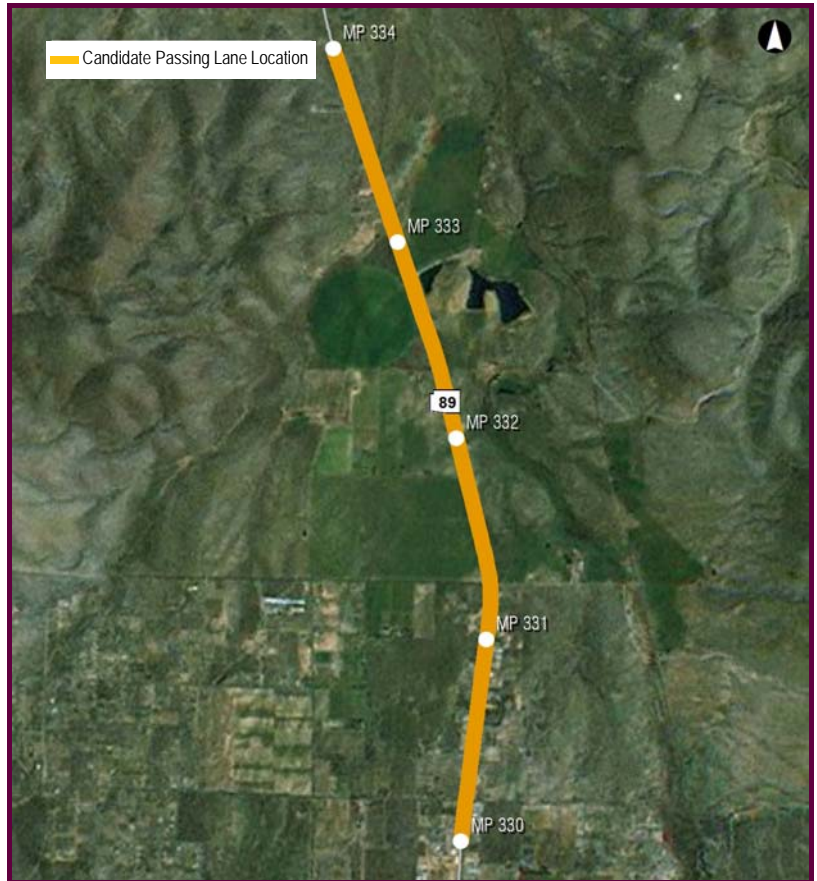 MP 334
Candidate Passing Lane Location
MP 333
89
MP 332
MP 331
MP 330